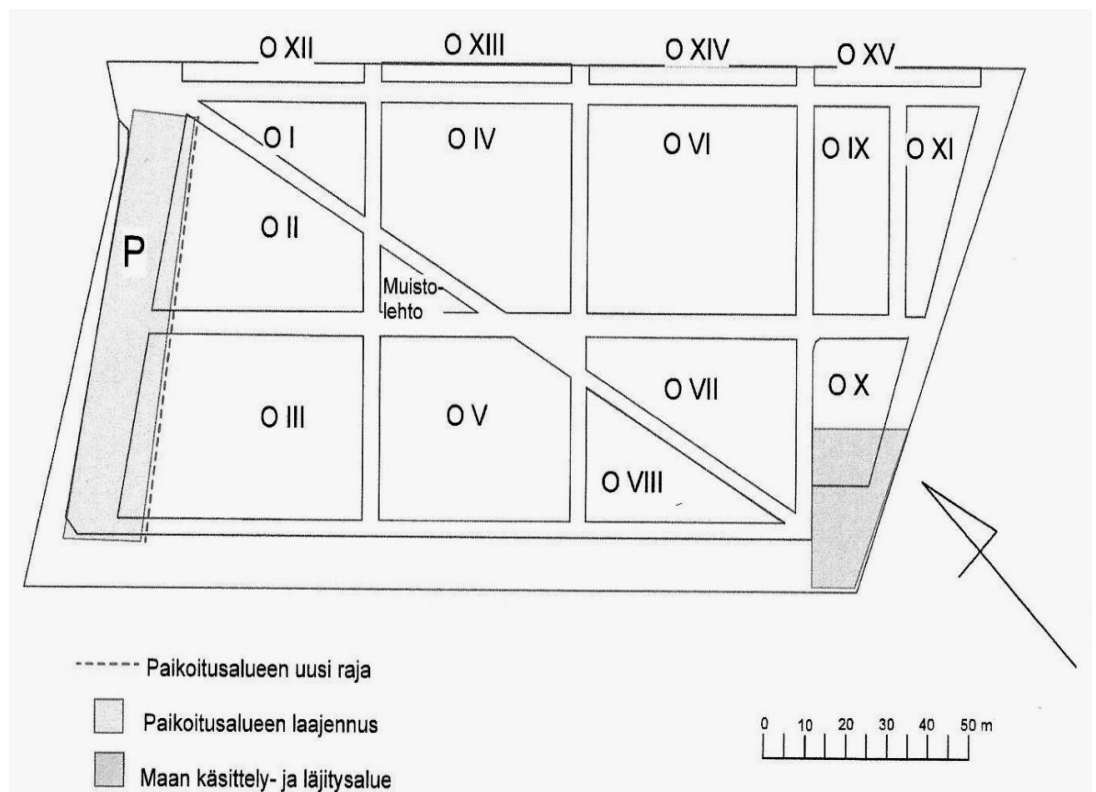 O XII
O XIII
O XIV
O XV
O I
O IV
O VI
O IX
O XI
O II
P
Muisto-
lehto
O III
O V
O VII
O X
O VIII
Paikoitusalueen uusi raja
Paikoitusalueen laajennus
Maan käsittely- ja läjitysalue
0 10 20 30 40 50 m